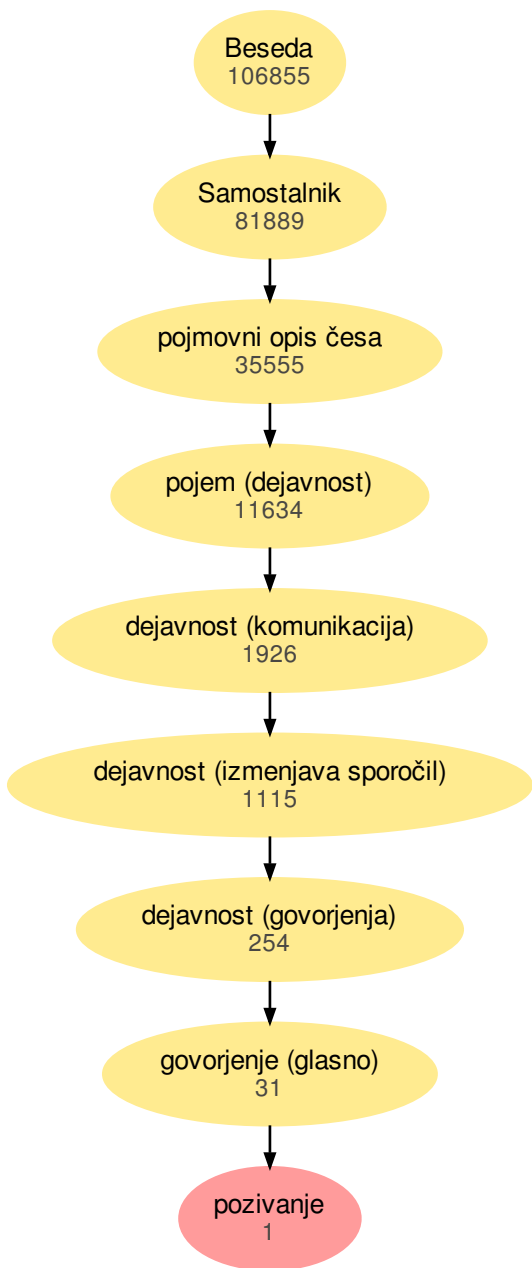 Beseda
106855
Samostalnik
81889
pojmovni opis česa
35555
pojem (dejavnost)
11634
dejavnost (komunikacija)
1926
dejavnost (izmenjava sporočil)
1115
dejavnost (govorjenja)
254
govorjenje (glasno)
31
pozivanje
1